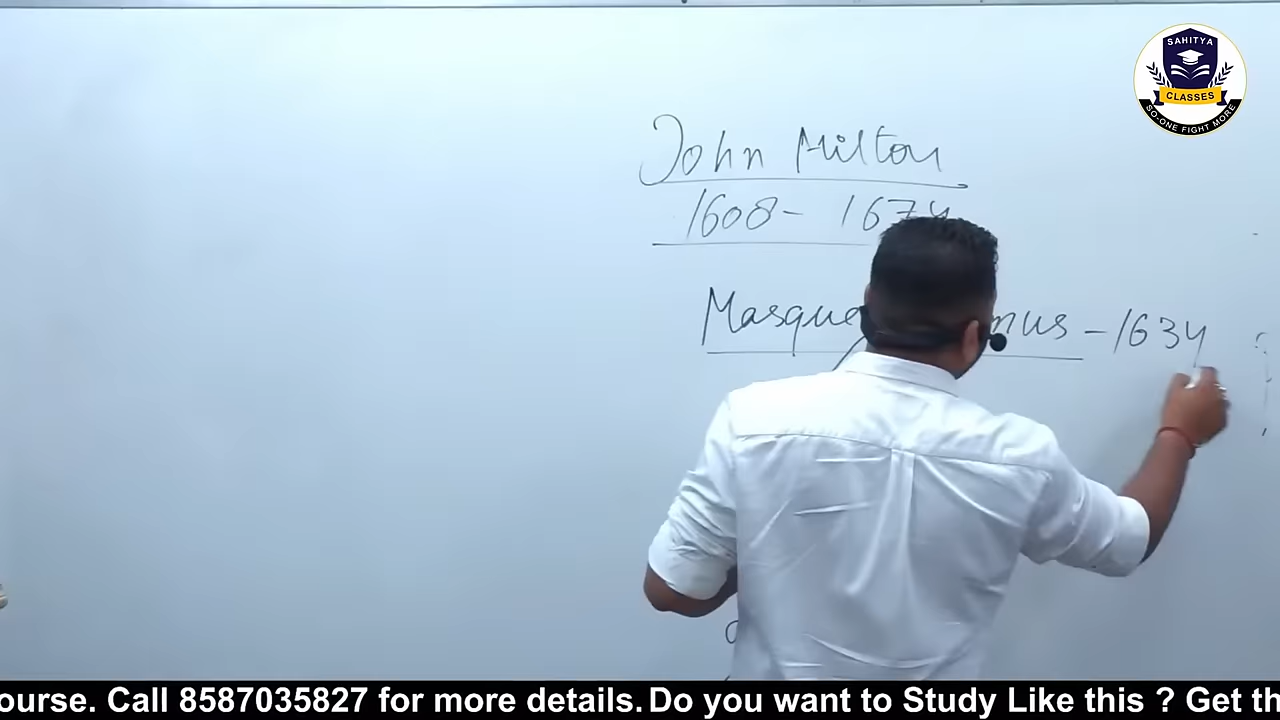 SAHITYA
CLASSES
SO-ONE FIGHT MORE
John Milton
1608 - 1674
Masque mus - 1634
ourse. Call 8587035827 for more details. Do you want to Study Like this ? Get th